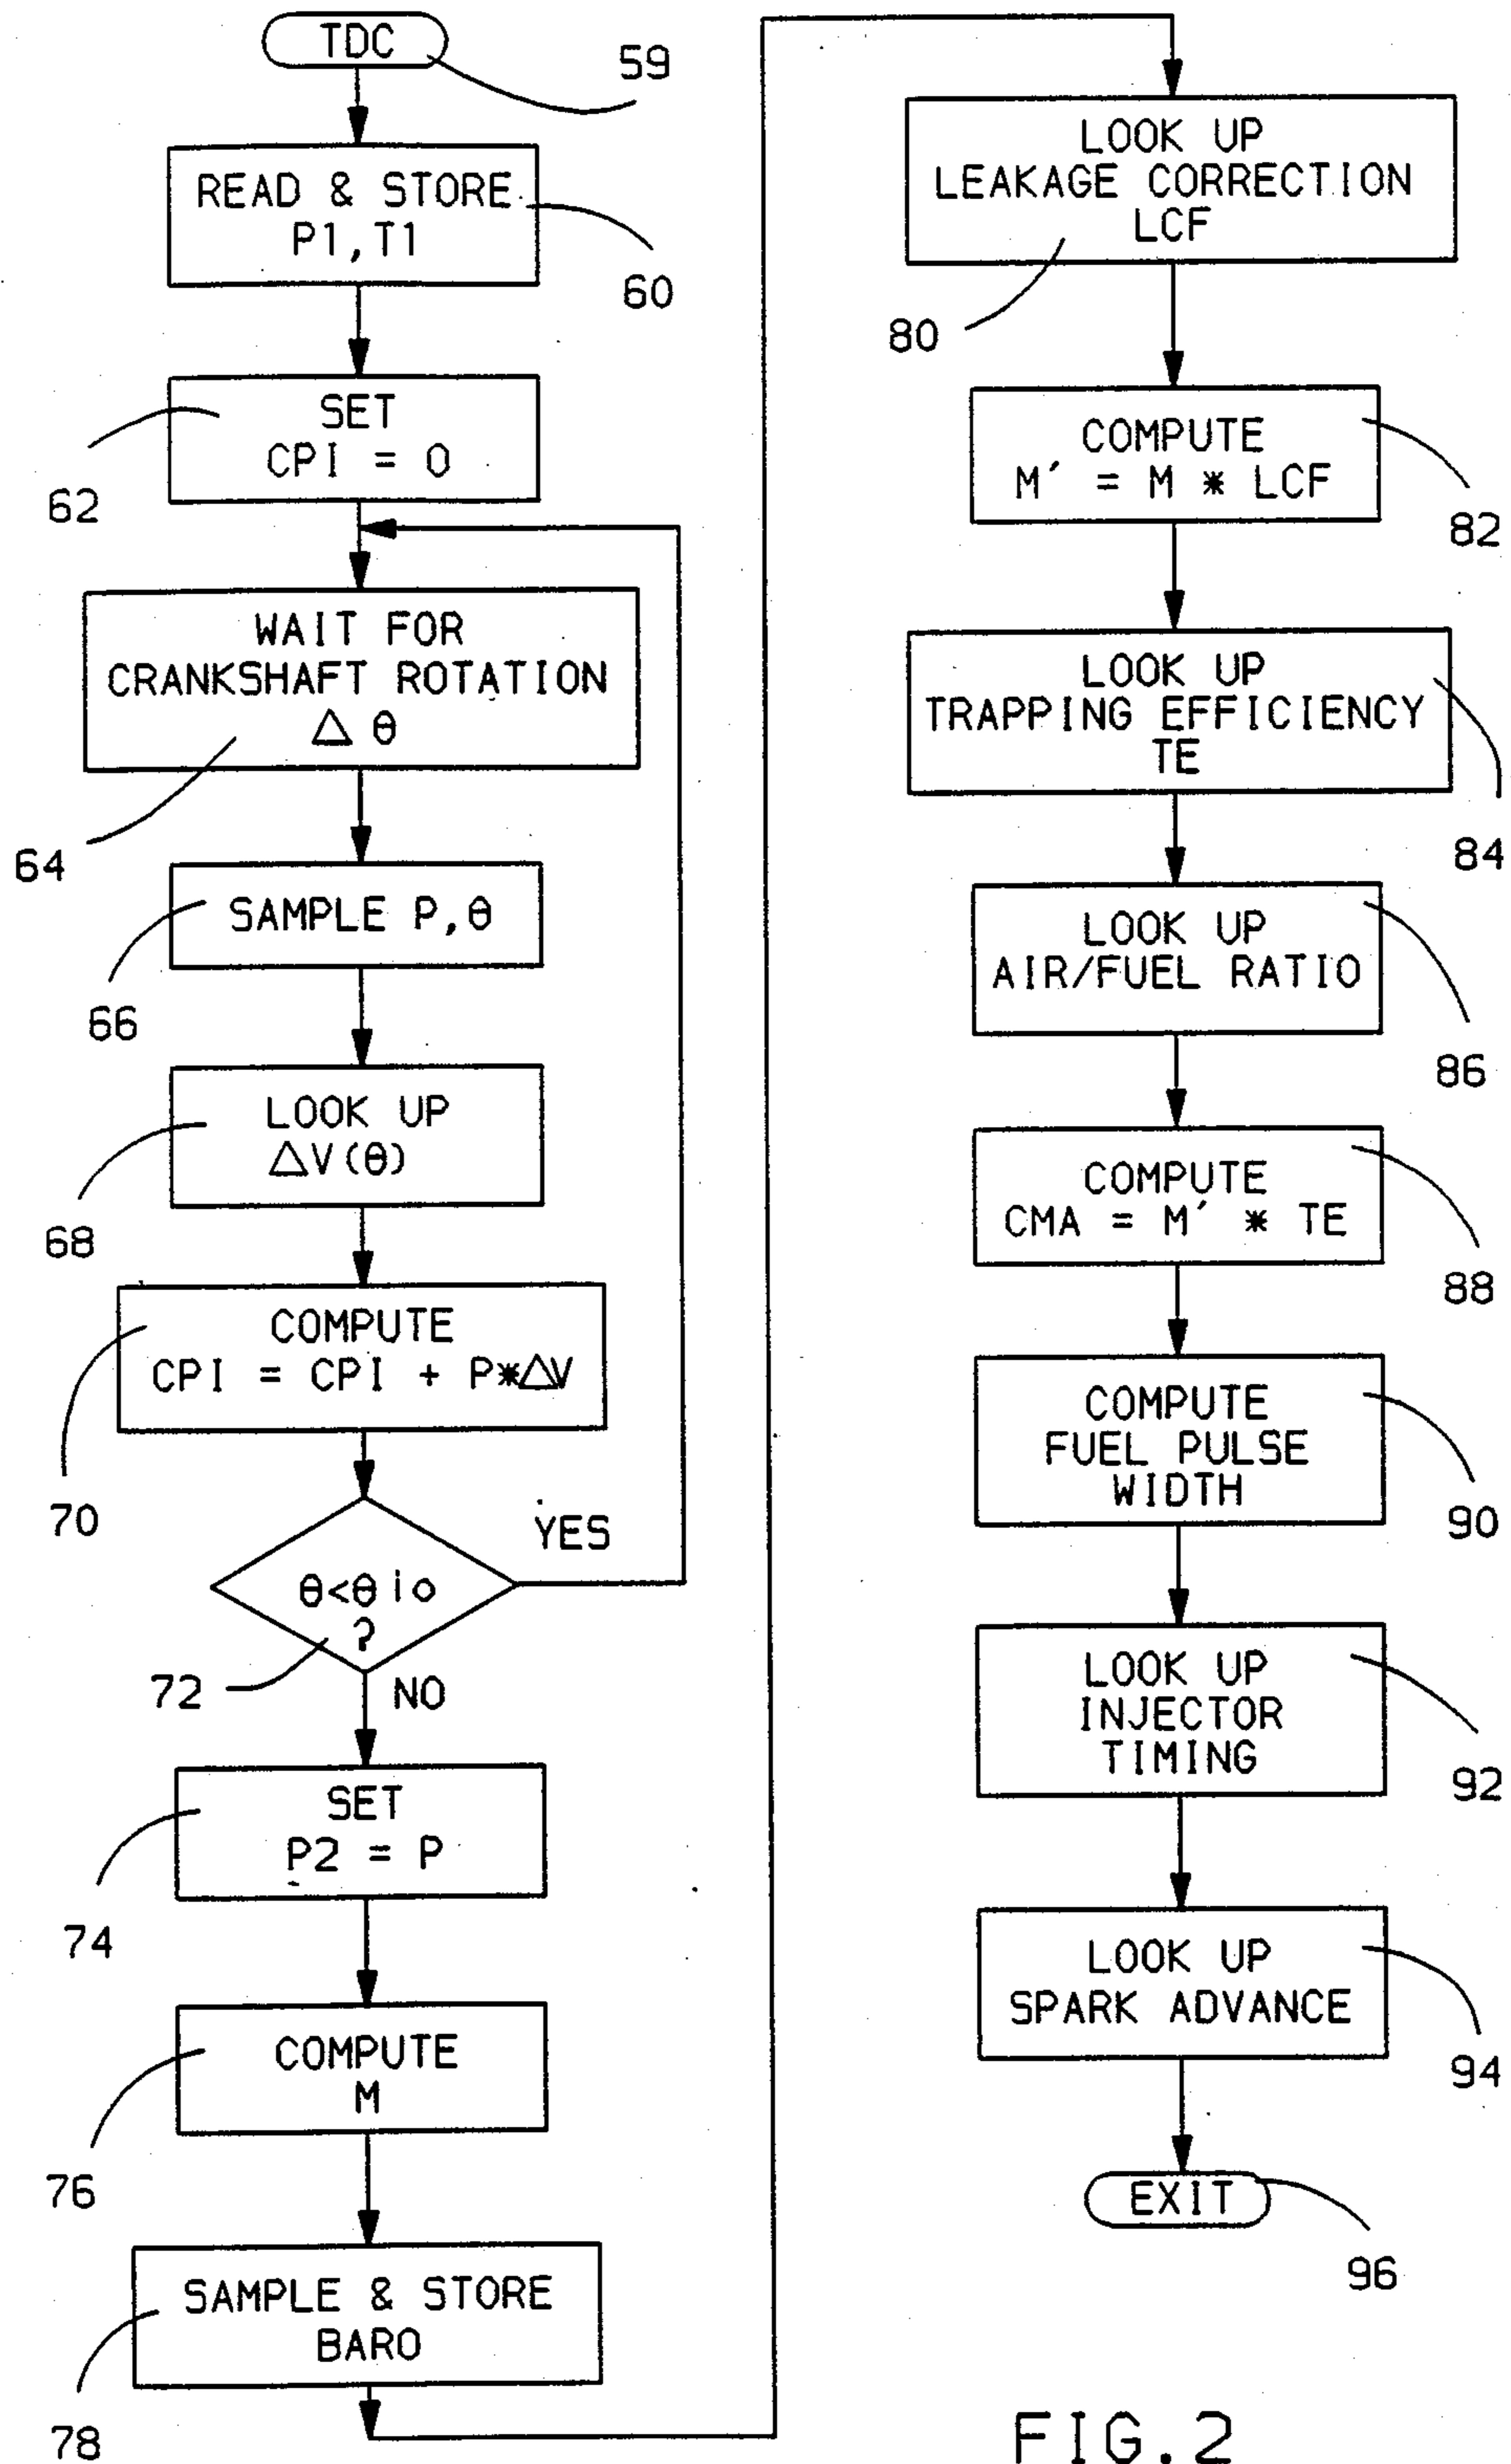 TDC
59
READ & STORE
P1,T1
60
SET
CPI = 0
62
WAIT FOR
CRANKSHAFT ROTATION
△ θ
64
SAMPLE P,θ
66
LOOK UP
△V(θ)
68
COMPUTE
CPI = CPI + P*△V
70
YES
θ<θio
?
72
NO
SET
P2 = P
74
COMPUTE
M
76
SAMPLE & STORE
BARO
78
LOOK UP
LEAKAGE CORRECTION
LCF
80
COMPUTE
M′ = M * LCF
82
LOOK UP
TRAPPING EFFICIENCY
TE
84
LOOK UP
AIR/FUEL RATIO
86
COMPUTE
CMA = M′ * TE
88
COMPUTE
FUEL PULSE
WIDTH
90
LOOK UP
INJECTOR
TIMING
92
LOOK UP
SPARK ADVANCE
94
EXIT
96
FIG.2